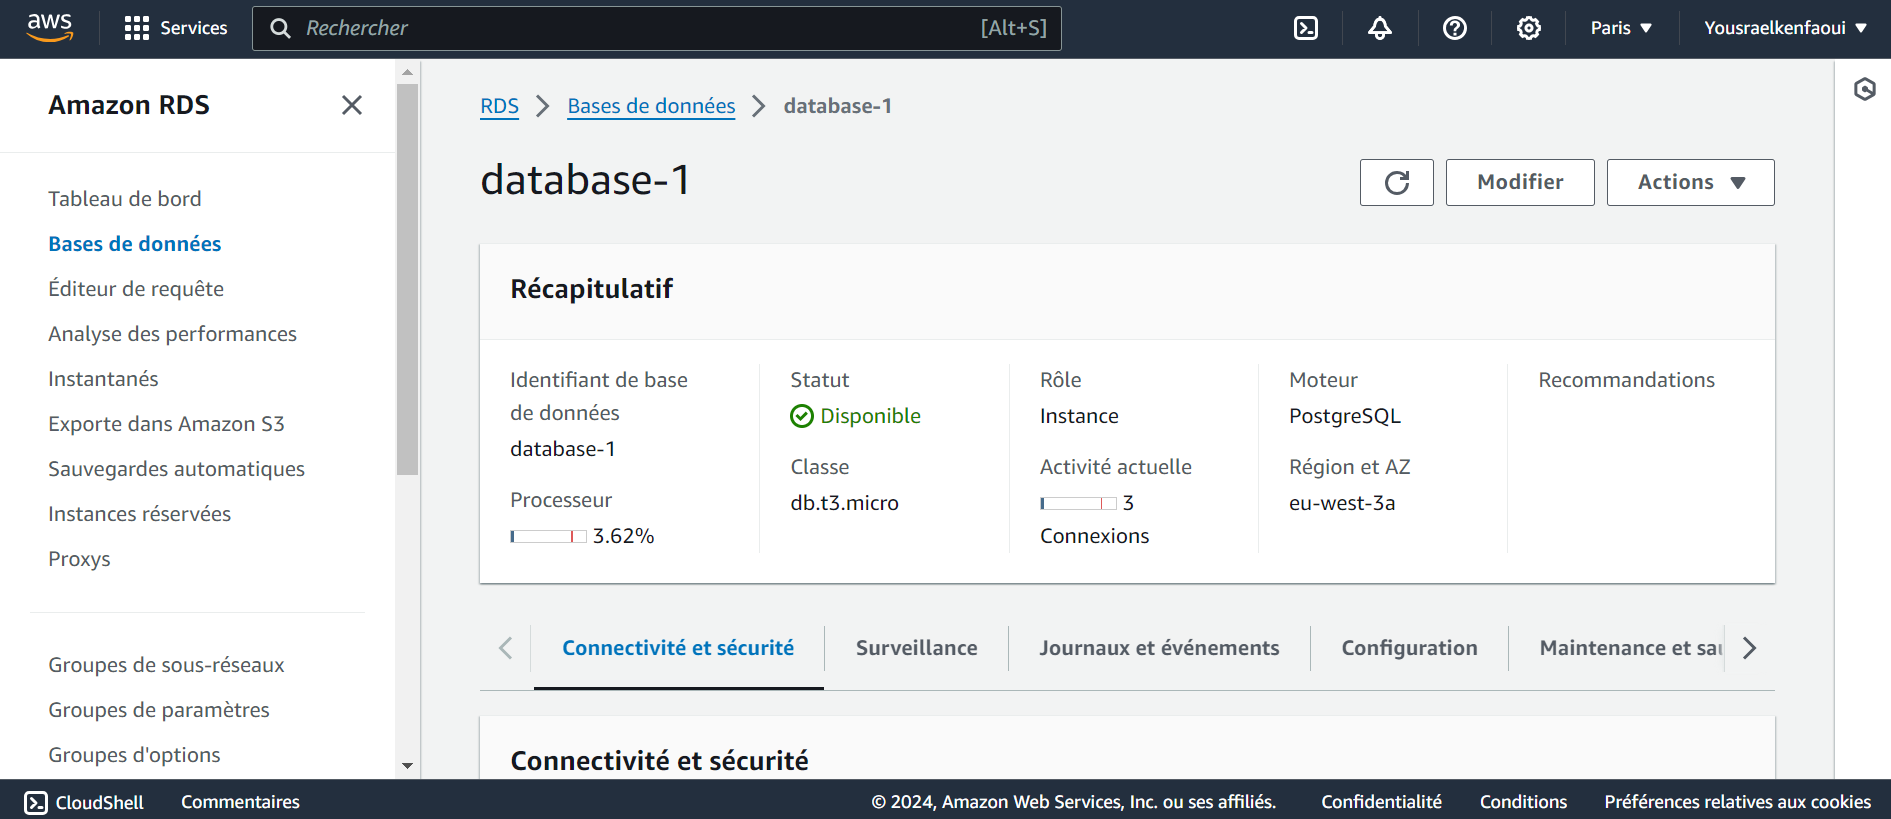 aws
Services
Rechercher [Alt+S]
Paris
Yousraelkenfaoui
Amazon RDS
Tableau de bord
Bases de données
Éditeur de requête
Analyse des performances
Instantanés
Exporte dans Amazon S3
Sauvegardes automatiques
Instances réservées
Proxys
Groupes de sous-réseaux
Groupes de paramètres
Groupes d'options
RDS > Bases de données > database-1
database-1
Modifier
Actions
Récapitulatif
Identifiant de base
de données
database-1
Processeur
3.62%
Statut
Disponible
Classe
db.t3.micro
Rôle
Instance
Activité actuelle
3
Connexions
Moteur
PostgreSQL
Région et AZ
eu-west-3a
Recommandations
Connectivité et sécurité
Surveillance
Journaux et événements
Configuration
Maintenance et sau
Connectivité et sécurité
CloudShell
Commentaires
© 2024, Amazon Web Services, Inc. ou ses affiliés.
Confidentialité
Conditions
Préférences relatives aux cookies